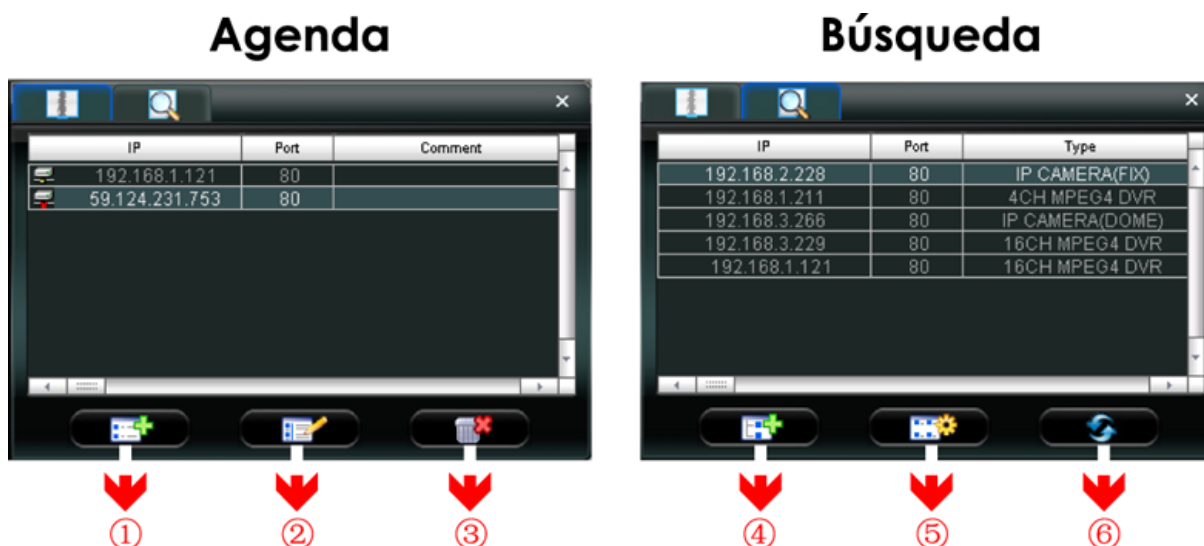 Agenda
IP Port Comment
192.168.1.121 80
59.124.231.753 80
① ② ③
Búsqueda
IP Port Type
192.168.2.228 80 IP CAMERA(FIX)
192.168.1.211 80 4CH MPEG4 DVR
192.168.3.266 80 IP CAMERA(DOME)
192.168.3.229 80 16CH MPEG4 DVR
192.168.1.121 80 16CH MPEG4 DVR
④ ⑤ ⑥